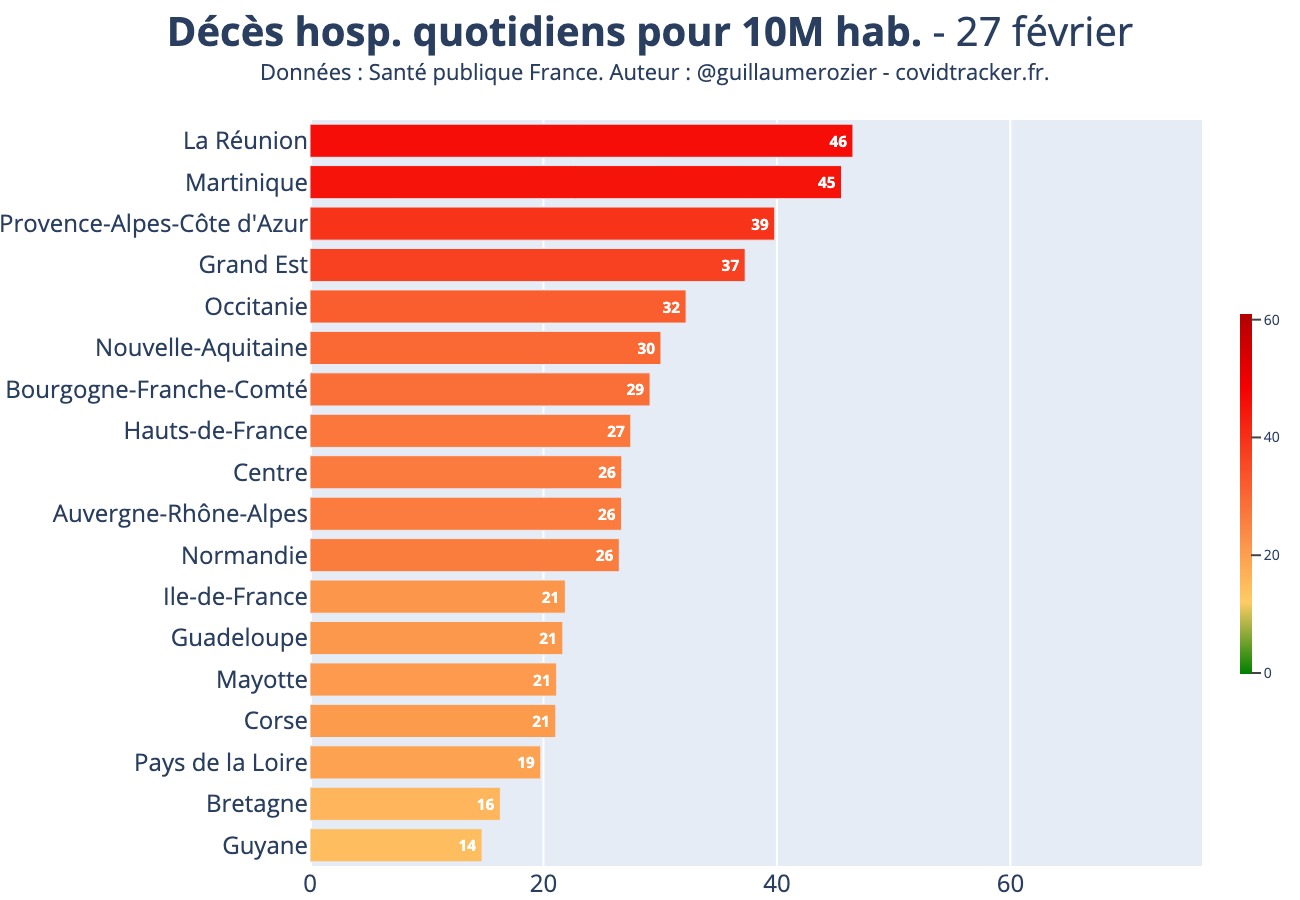 Décès hosp. quotidiens pour 10M hab. - 27 février
Données : Santé publique France. Auteur : @guillaumerozier - covidtracker.fr.
La Réunion 46
Martinique 45
Provence-Alpes-Côte d'Azur 39
Grand Est 37
Occitanie 32
Nouvelle-Aquitaine 30
Bourgogne-Franche-Comté 29
Hauts-de-France 27
Centre 26
Auvergne-Rhône-Alpes 26
Normandie 26
Ile-de-France 21
Guadeloupe 21
Mayotte 21
Corse 21
Pays de la Loire 19
Bretagne 16
Guyane 14
0 20 40 60
60
40
20
0